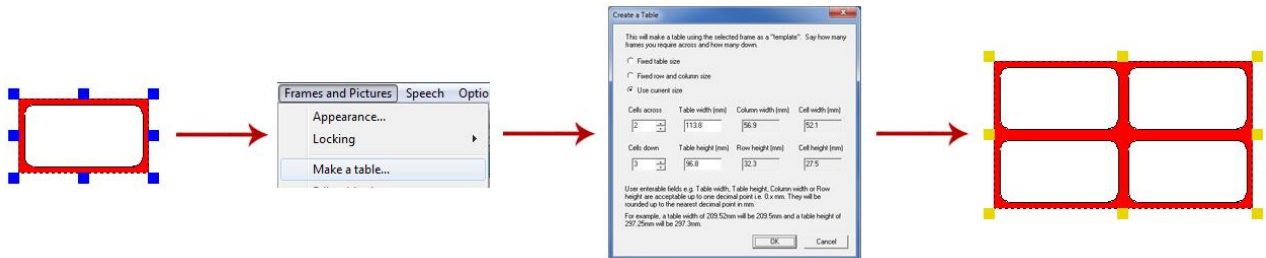 Frames and Pictures Speech Optio
Appearance...
Locking
Make a table...
Create a Table
This will make a table using the selected frame as a "template". Say how many
frames you require across and how many down.
Fixed table size
Fixed row and column size
Use current size
Cells across Table width (mm) Column width (mm) Cell width (mm)
2 113.8 56.9 52.1
Cells down Table height (mm) Row height (mm) Cell height (mm)
3 96.8 32.3 27.5
User enterable fields e.g. Table width, Table height, Column width or Row
height are acceptable up to one decimal point i.e. 0.x mm. They will be
rounded up to the nearest decimal point in mm.
For example, a table width of 209.52mm will be 209.5mm and a table height of
297.25mm will be 297.3mm.
OK Cancel